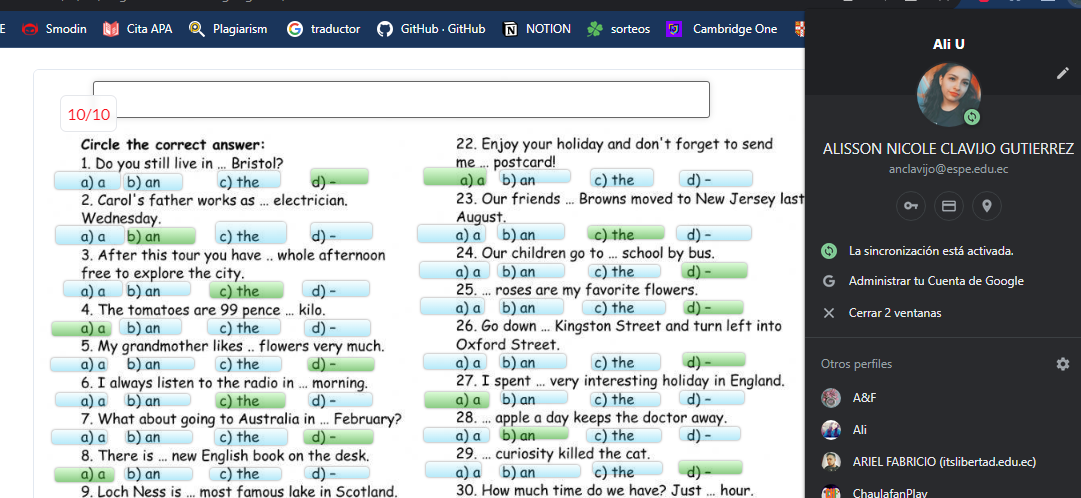 E Smodin Cita APA Plagiarism traductor GitHub · GitHub NOTION sorteos Cambridge One
10/10
Circle the correct answer:
1. Do you still live in ... Bristol?
a) a b) an c) the d) -
2. Carol's father works as ... electrician.
Wednesday.
a) a b) an c) the d) -
3. After this tour you have .. whole afternoon
free to explore the city.
a) a b) an c) the d) -
4. The tomatoes are 99 pence ... kilo.
a) a b) an c) the d) -
5. My grandmother likes .. flowers very much.
a) a b) an c) the d) -
6. I always listen to the radio in ... morning.
a) a b) an c) the d) -
7. What about going to Australia in ... February?
a) a b) an c) the d) -
8. There is ... new English book on the desk.
a) a b) an c) the d) -
9. Loch Ness is ... most famous lake in Scotland.
22. Enjoy your holiday and don't forget to send
me ... postcard!
a) a b) an c) the d) -
23. Our friends ... Browns moved to New Jersey last
August.
a) a b) an c) the d) -
24. Our children go to ... school by bus.
a) a b) an c) the d) -
25. ... roses are my favorite flowers.
a) a b) an c) the d) -
26. Go down ... Kingston Street and turn left into
Oxford Street.
a) a b) an c) the d) -
27. I spent ... very interesting holiday in England.
a) a b) an c) the d) -
28. ... apple a day keeps the doctor away.
a) a b) an c) the d) -
29. ... curiosity killed the cat.
a) a b) an c) the d) -
30. How much time do we have? Just ... hour.
Ali U
ALISSON NICOLE CLAVIJO GUTIERREZ
anclavijo@espe.edu.ec
La sincronización está activada.
Administrar tu Cuenta de Google
Cerrar 2 ventanas
Otros perfiles
A&F
Ali
ARIEL FABRICIO (itslibertad.edu.ec)
ChaulafanPlay